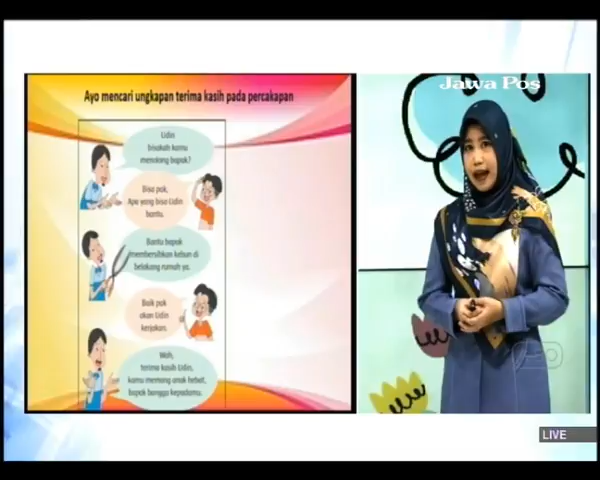 Jawa Pos
Ayo mencari ungkapan terima kasih pada percakapan
Udin
bisakah kamu
menolong bapak?
Bisa pak,
Apa yang bisa Udin
bantu.
Bantu bapak
membersihkan kebun di
belakang rumah ya.
Baik pak
akan Udin
kerjakan.
Wah,
terima kasih Udin,
kamu memang anak hebat,
bapak bangga kepadamu.
LIVE